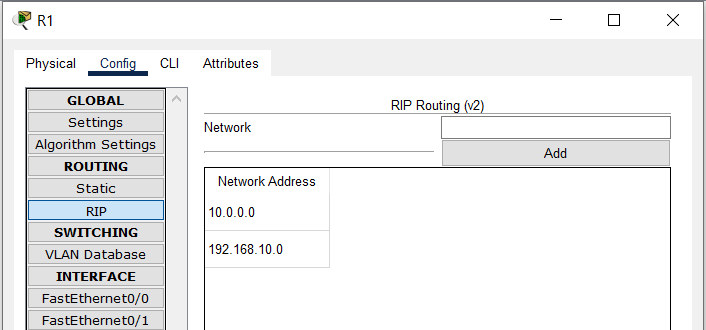 R1
Physical Config CLI Attributes
GLOBAL
Settings
Algorithm Settings
ROUTING
Static
RIP
SWITCHING
VLAN Database
INTERFACE
FastEthernet0/0
FastEthernet0/1
RIP Routing (v2)
Network
Add
Network Address
10.0.0.0
192.168.10.0